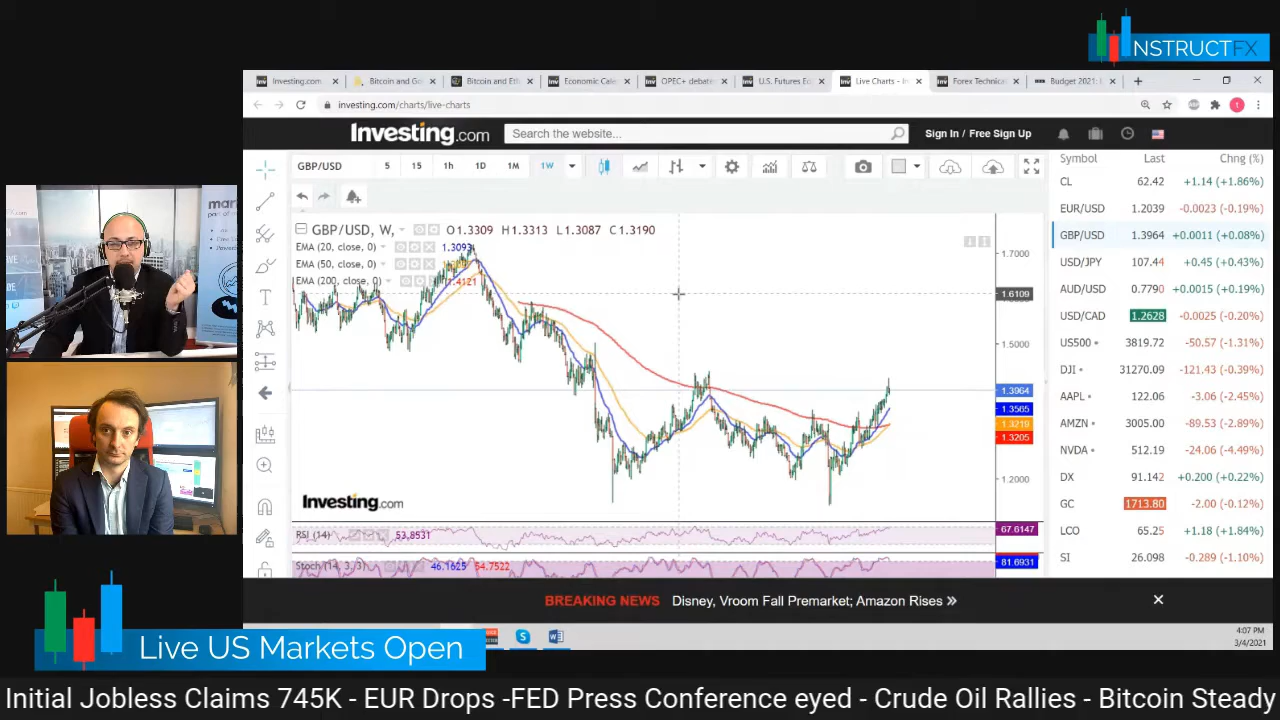 NSTRUCTFX
Investing.com
Bitcoin and Go
Bitcoin and Eth
Economic Cale
OPEC+ debate
U.S. Futures Ed
Live Charts - In
Forex Technica
Budget 2021:
investing.com/charts/live-charts
Investing.com
Search the website...
Sign In / Free Sign Up
GBP/USD
5
15
1h
1D
1M
1W
Symbol
Last
Chng (%)
CL 62.42 +1.14 (+1.86%)
EUR/USD 1.2039 -0.0023 (-0.19%)
GBP/USD 1.3964 +0.0011 (+0.08%)
USD/JPY 107.44 +0.45 (+0.43%)
AUD/USD 0.7790 +0.0015 (+0.19%)
USD/CAD 1.2628 -0.0025 (-0.20%)
US500 3819.72 -50.57 (-1.31%)
DJI 31270.09 -121.43 (-0.39%)
AAPL 122.06 -3.06 (-2.45%)
AMZN 3005.00 -89.53 (-2.89%)
NVDA 512.19 -24.06 (-4.49%)
DX 91.142 +0.200 (+0.22%)
GC 1713.80 -2.00 (-0.12%)
LCO 65.25 +1.18 (+1.84%)
SI 26.098 -0.289 (-1.10%)
GBP/USD, W, O1.3309 H1.3313 L1.3087 C1.3190
EMA (20, close, 0) 1.3093
EMA (50, close, 0)
EMA (200, close, 0) 1.4121
1.7000
1.6109
1.5000
1.3964
1.3565
1.3219
1.3205
1.2000
Investing.com
RSI (14) 53.8531
67.6147
46.1625 54.7522
81.6931
BREAKING NEWS Disney, Vroom Fall Premarket; Amazon Rises
4:07 PM
3/4/2021
Live US Markets Open
Initial Jobless Claims 745K - EUR Drops -FED Press Conference eyed - Crude Oil Rallies - Bitcoin Steady